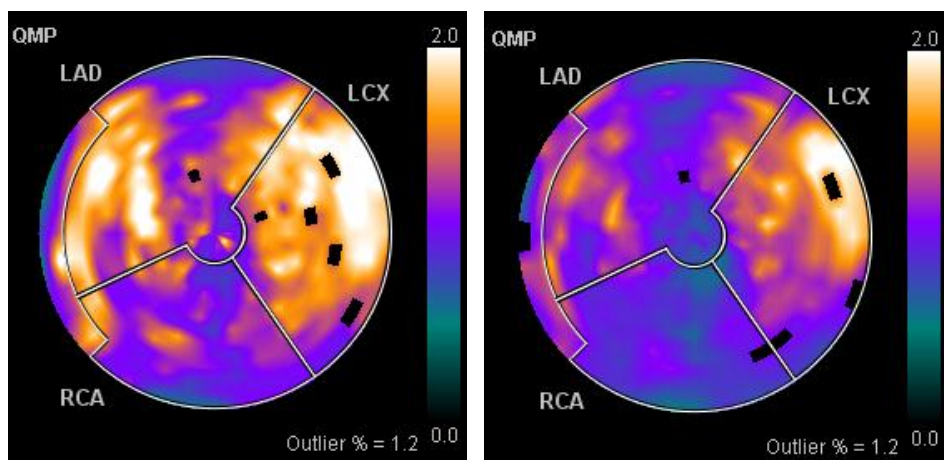 QMP
2.0
LAD
LCX
RCA
Outlier % = 1.2
0.0
QMP
2.0
LAD
LCX
RCA
Outlier % = 1.2
0.0